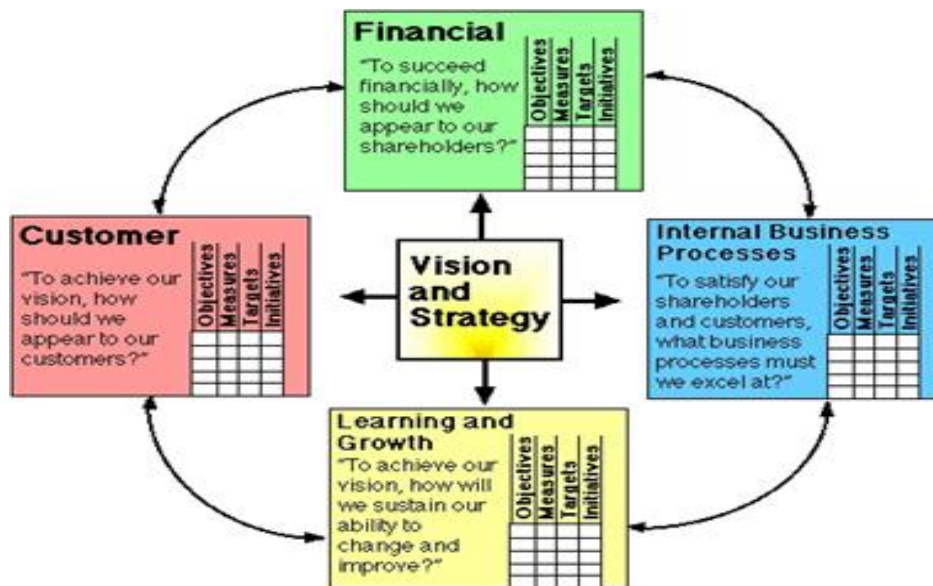 Financial
“To succeed
financially, how
should we
appear to our
shareholders?”
Objectives
Measures
Targets
Initiatives
Customer
“To achieve our
vision, how
should we
appear to our
customers?”
Objectives
Measures
Targets
Initiatives
Vision
and
Strategy
Internal Business
Processes
“To satisfy our
shareholders
and customers,
what business
processes must
we excel at?”
Objectives
Measures
Targets
Initiatives
Learning and
Growth
“To achieve our
vision, how will
we sustain our
ability to
change and
improve?”
Objectives
Measures
Targets
Initiatives